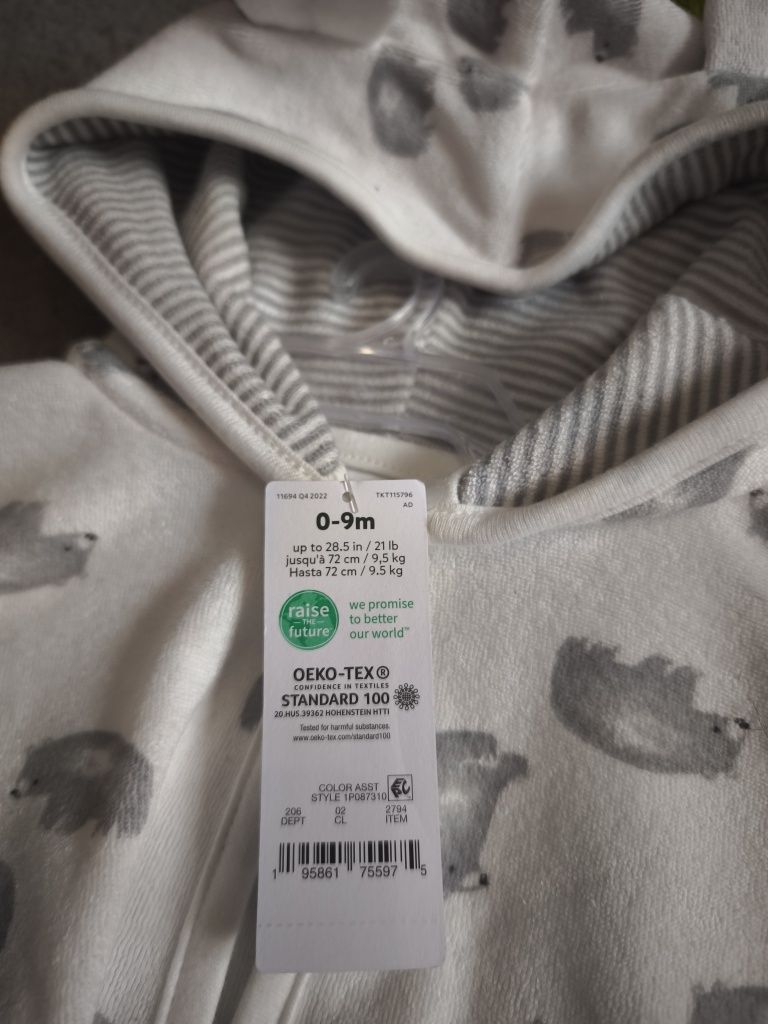 11694 Q4 2022 TKT115796
AD
0-9m
up to 28.5 in / 21 lb
jusqu'à 72 cm / 9,5 kg
Hasta 72 cm / 9.5 kg
raise
THE
future
we promise
to better
our world™
OEKO-TEX®
CONFIDENCE IN TEXTILES
STANDARD 100
20.HUS.39362 HOHENSTEIN HTTI
Tested for harmful substances.
www.oeko-tex.com/standard100
COLOR ASST
STYLE 1P087310
206 02 2794
DEPT CL ITEM
1 95861 75597 5